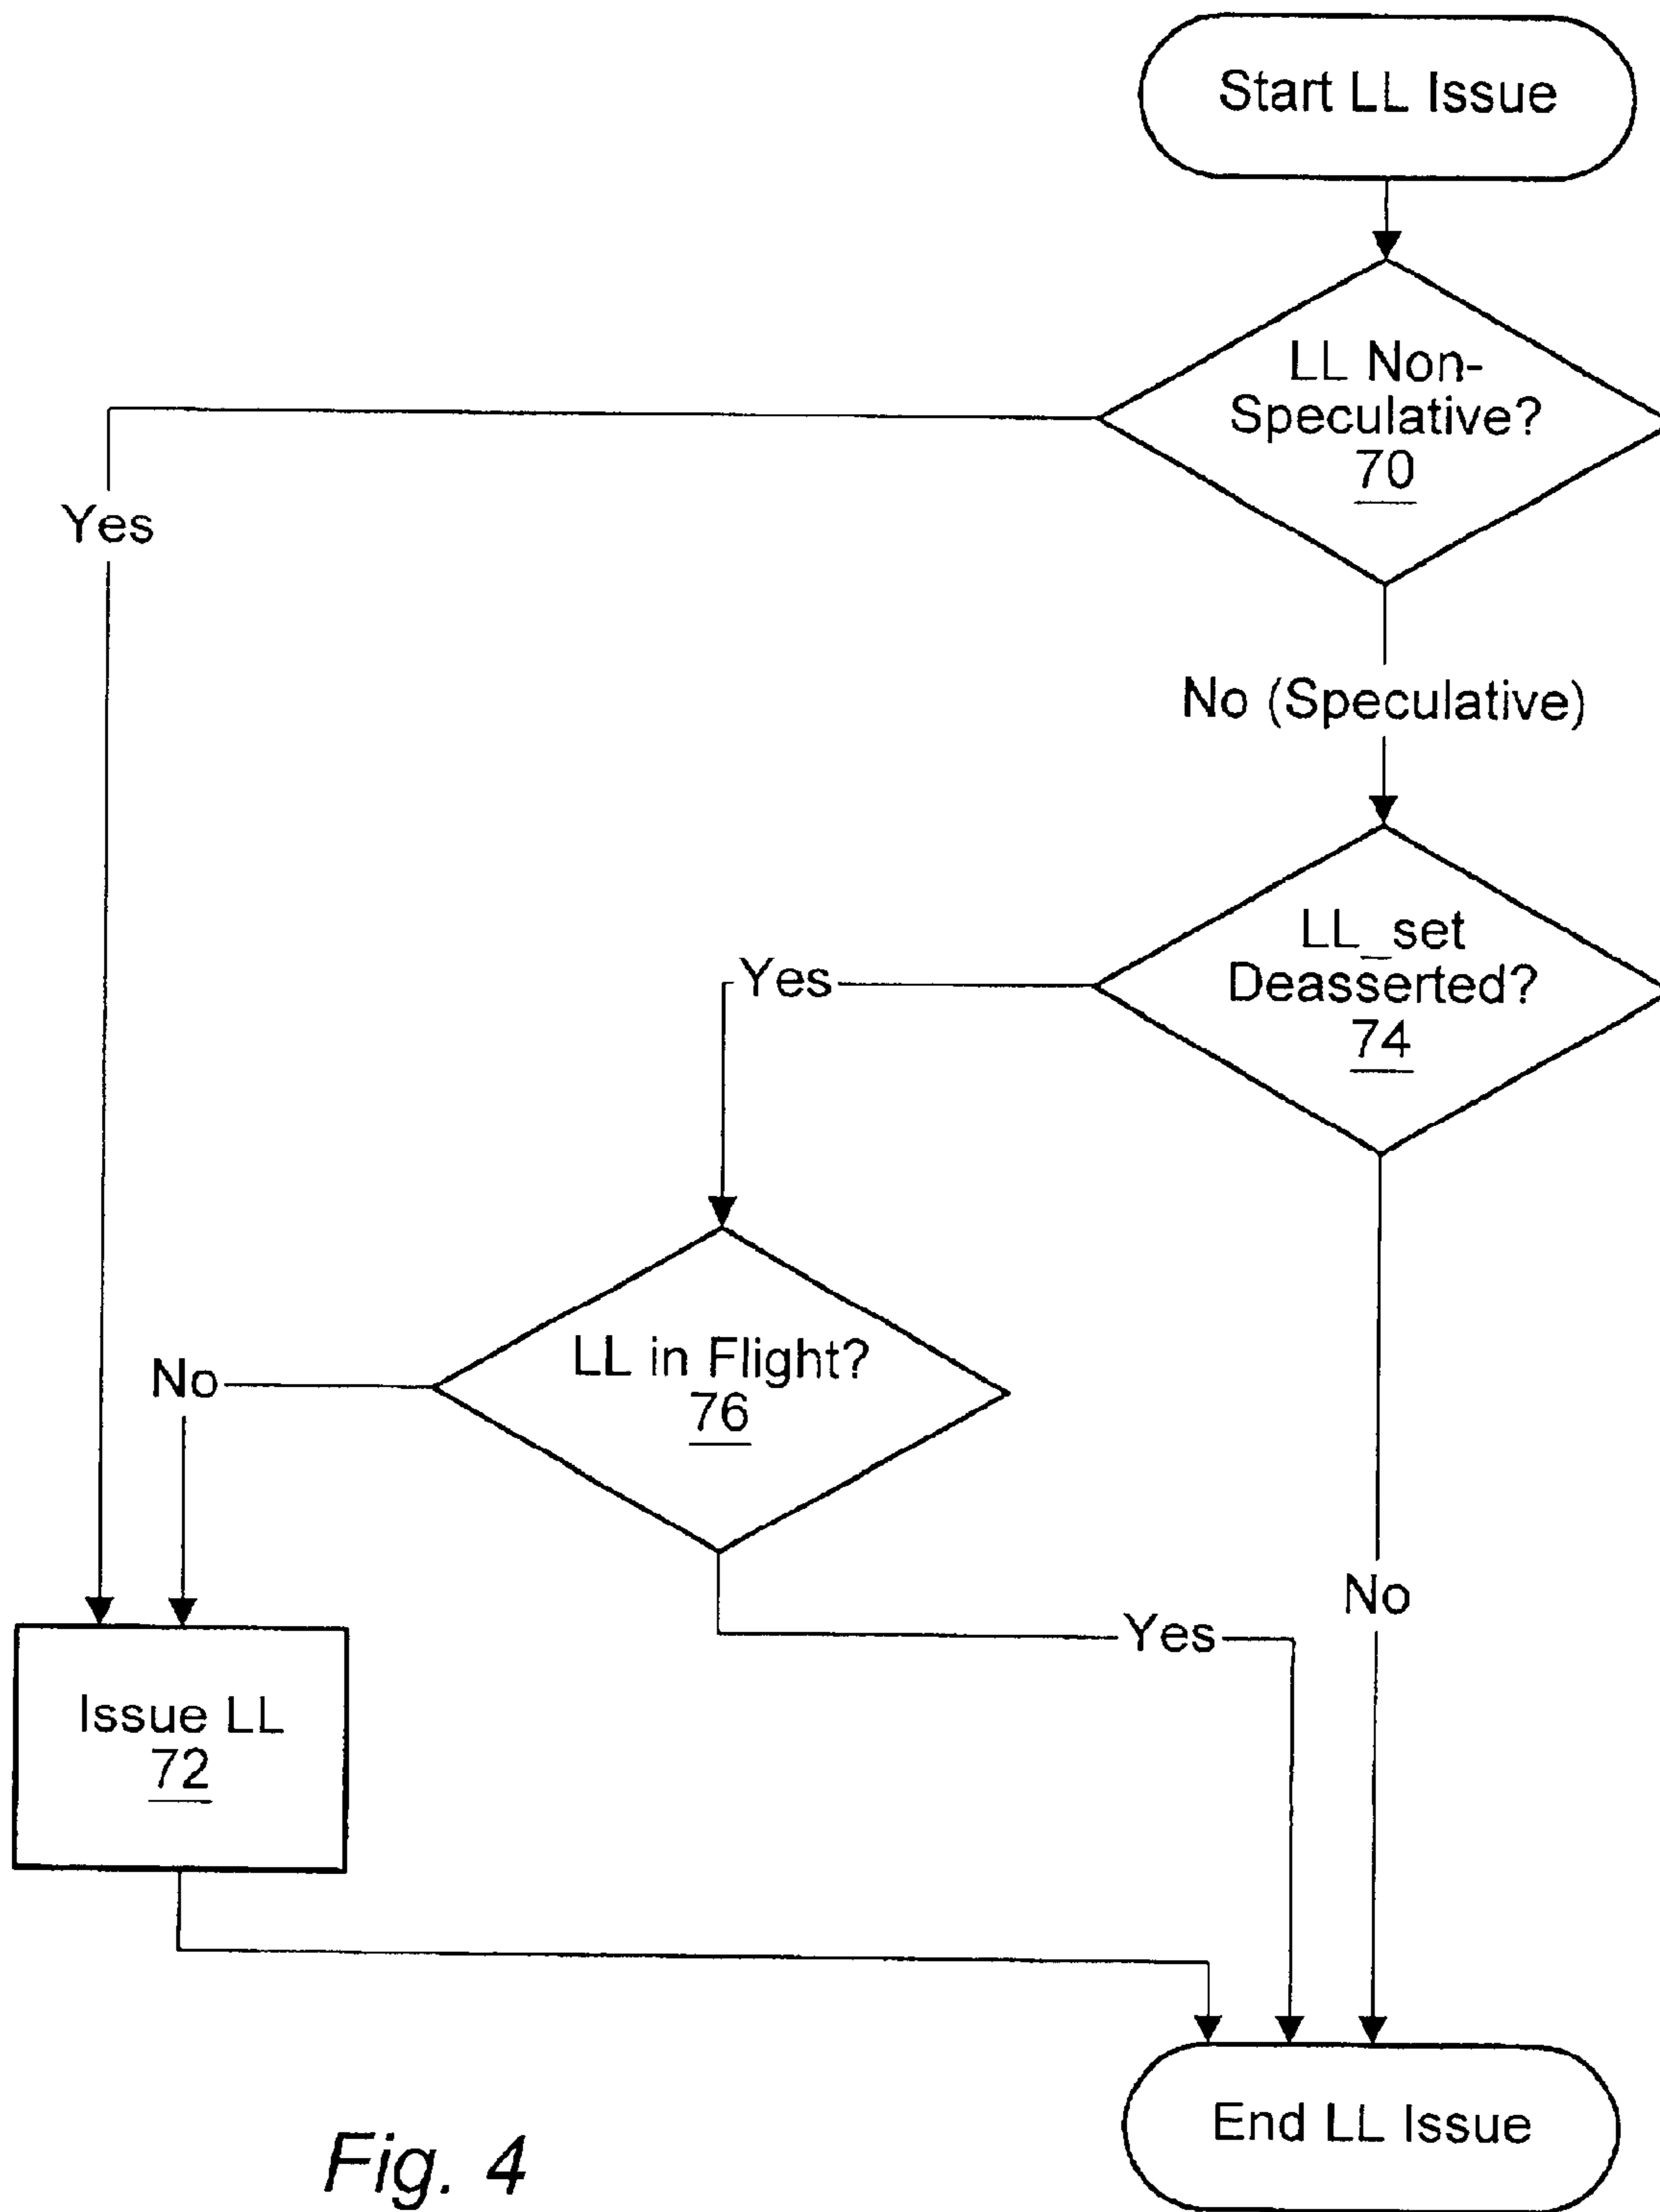 Start LL Issue
LL Non-
Speculative?
70
Yes
No (Speculative)
LL_set
Deasserted?
74
Yes
LL in Flight?
76
No
Yes
No
Issue LL
72
End LL Issue
Fig. 4